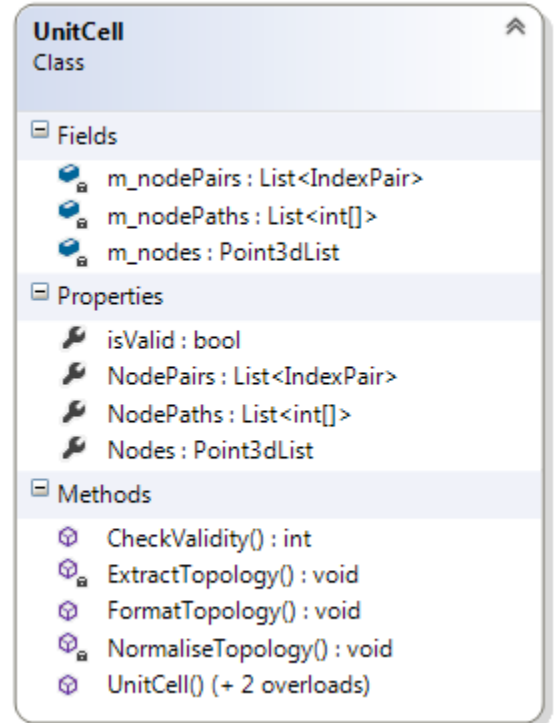 UnitCell
Class
Fields
m_nodePairs : List<IndexPair>
m_nodePaths : List<int[]>
m_nodes : Point3dList
Properties
isValid : bool
NodePairs : List<IndexPair>
NodePaths : List<int[]>
Nodes : Point3dList
Methods
CheckValidity() : int
ExtractTopology() : void
FormatTopology() : void
NormaliseTopology() : void
UnitCell() (+ 2 overloads)